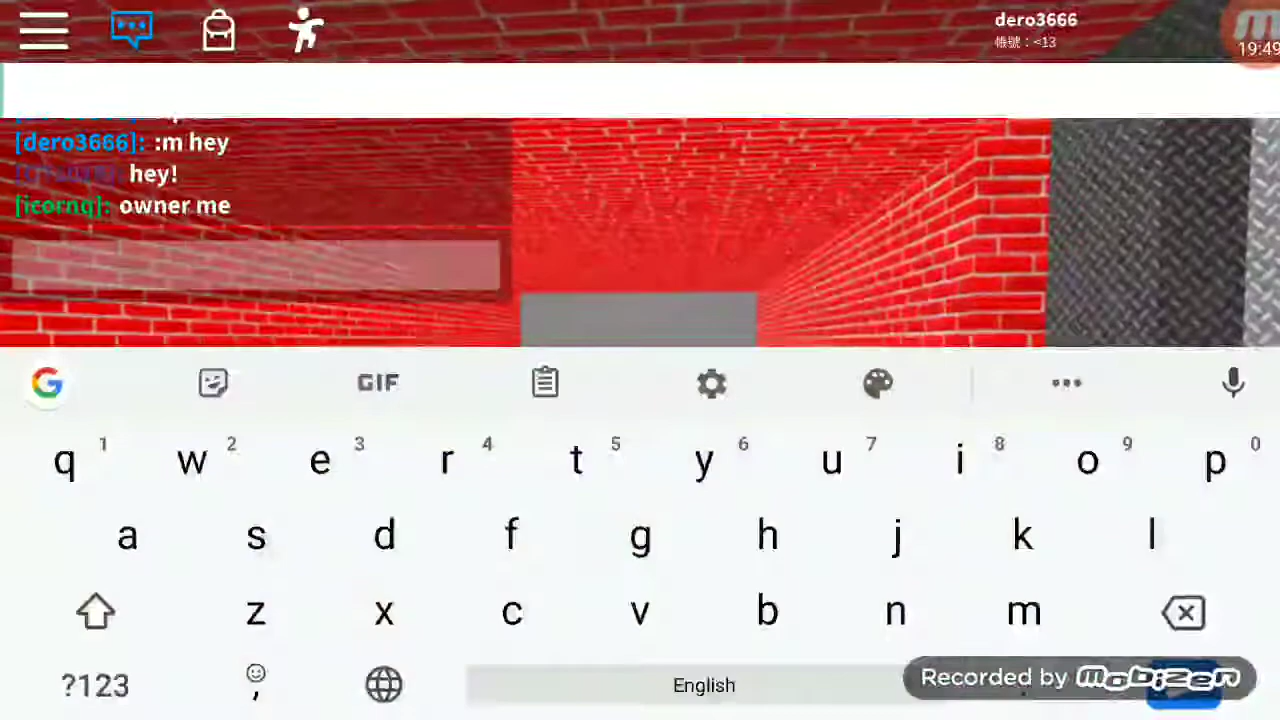 dero3666
帳號：<13
19:49
[dero3666]: :m hey
hey!
[icornq]: owner me
GIF
q 1 w 2 e 3 r 4 t 5 y 6 u 7 i 8 o 9 p 0
a s d f g h j k l
z x c v b n m
?123 , English
Recorded by mobizen